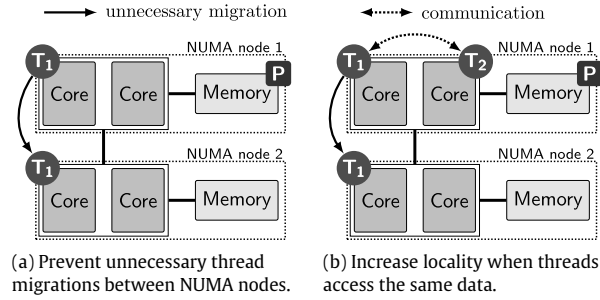 unnecessary migration
communication
NUMA node 1
T1
Core
Core
Memory
P
NUMA node 2
T1
Core
Core
Memory
(a) Prevent unnecessary thread
migrations between NUMA nodes.
NUMA node 1
T1
T2
Core
Core
Memory
P
NUMA node 2
T1
Core
Core
Memory
(b) Increase locality when threads
access the same data.